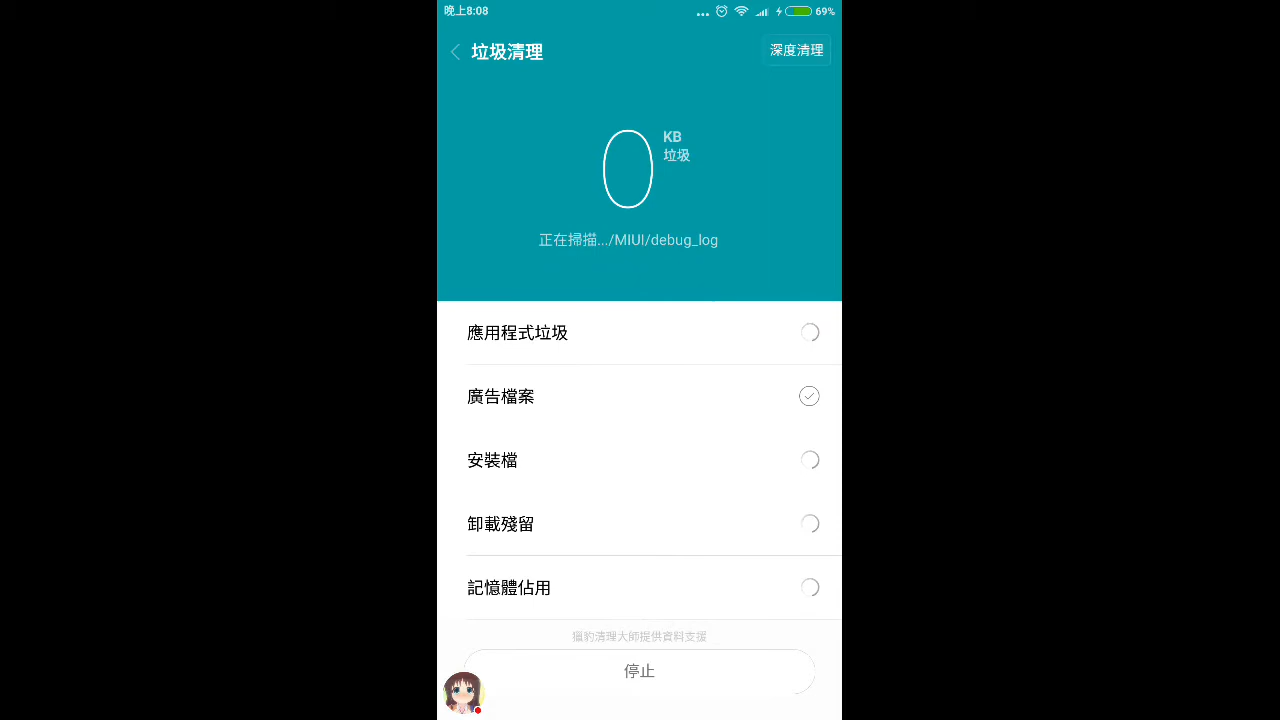 晚上8:08
69%
垃圾清理
深度清理
0
KB
垃圾
正在掃描.../MIUI/debug_log
應用程式垃圾
廣告檔案
安裝檔
卸載殘留
記憶體佔用
獵豹清理大師提供資料支援
停止